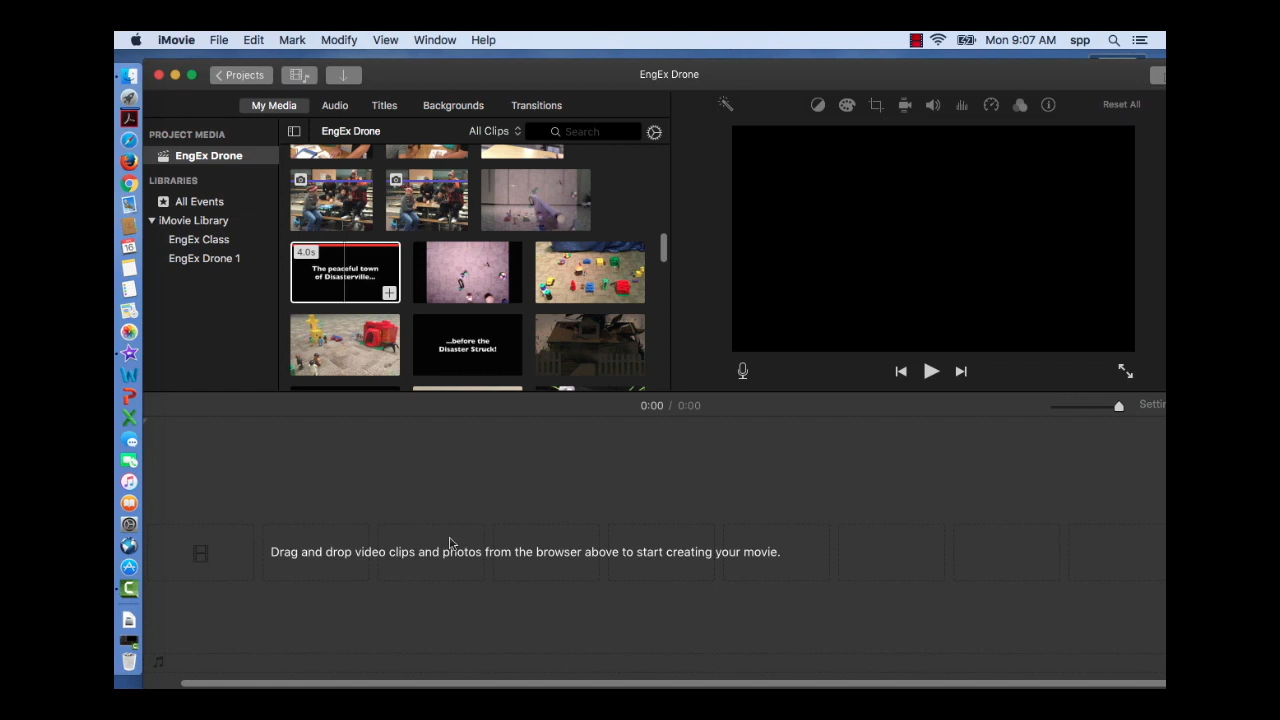 iMovie File Edit Mark Modify View Window Help Mon 9:07 AM spp
Projects EngEx Drone
My Media Audio Titles Backgrounds Transitions Reset All
PROJECT MEDIA EngEx Drone All Clips Search
EngEx Drone
LIBRARIES
All Events
iMovie Library
EngEx Class
EngEx Drone 1
4.0s
The peaceful town
of Disasterville...
...before the
Disaster Struck!
0:00 / 0:00
Drag and drop video clips and photos from the browser above to start creating your movie.